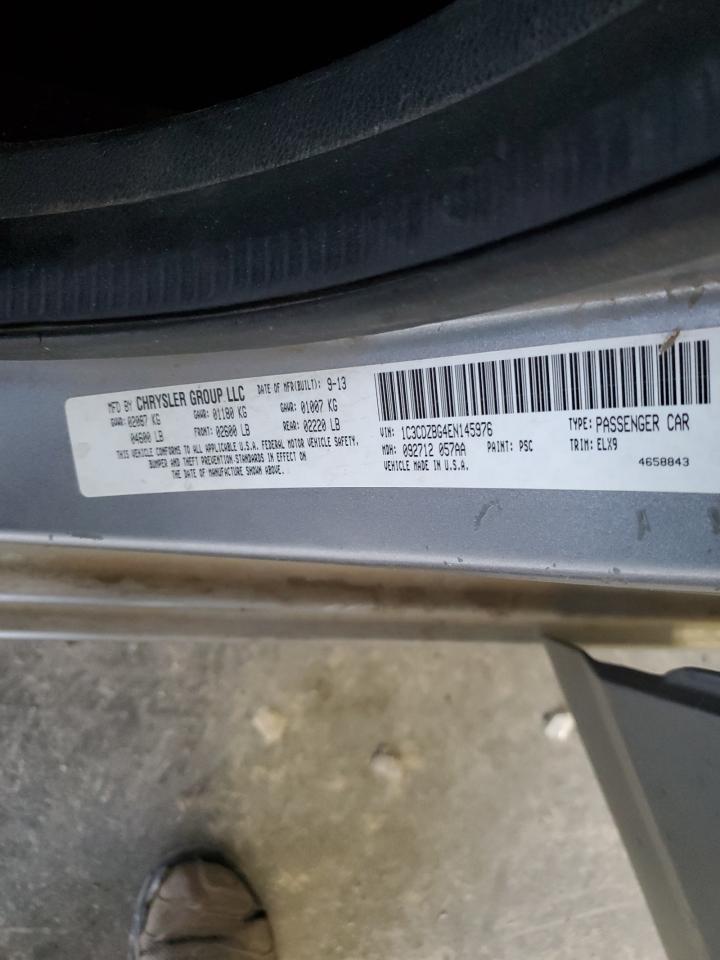 MFD BY CHRYSLER GROUP LLC DATE OF MFR(BUILT): 9-13
GVWR: 02087 KG GAWR: 01180 KG GAWR: 01007 KG
04600 LB FRONT: 02600 LB REAR: 02220 LB
THIS VEHICLE CONFORMS TO ALL APPLICABLE U.S.A. FEDERAL MOTOR VEHICLE SAFETY,
BUMPER AND THEFT PREVENTION STANDARDS IN EFFECT ON
THE DATE OF MANUFACTURE SHOWN ABOVE.
VIN: 1C3CDZBG4EN145976 TYPE: PASSENGER CAR
MDH: 092712 057AA PAINT: PSC TRIM: ELX9
VEHICLE MADE IN U.S.A. 4658843